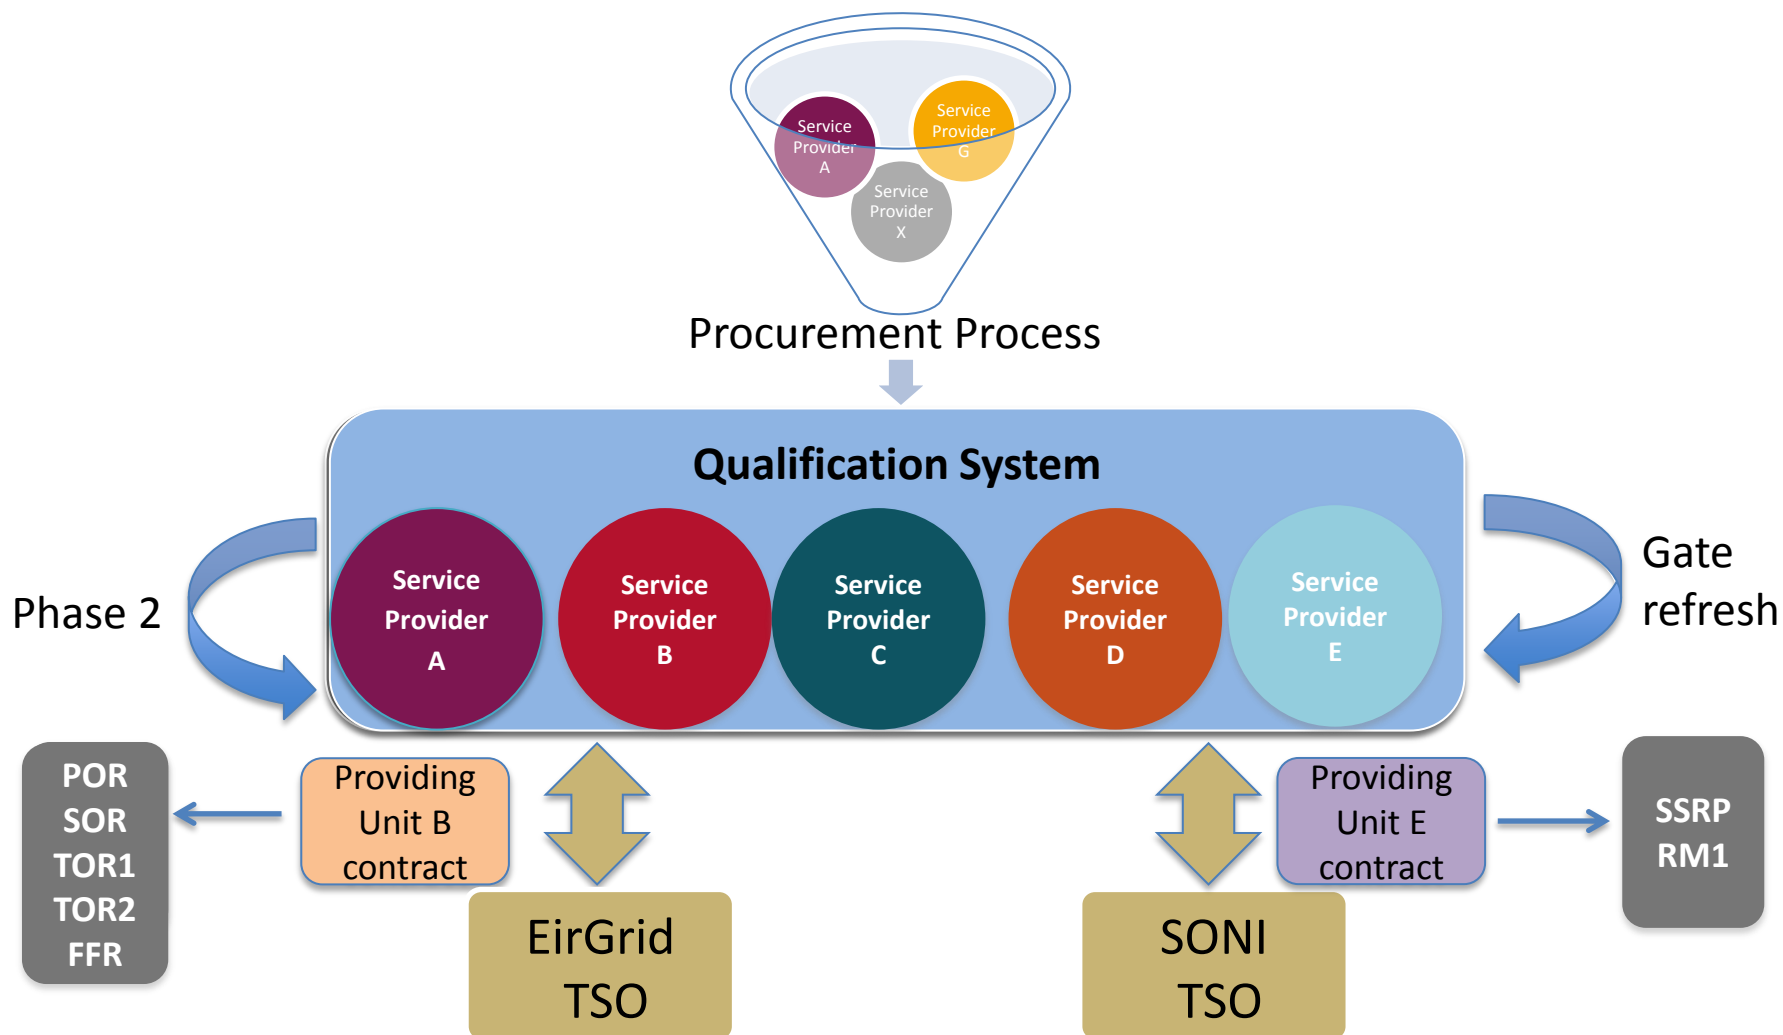 Service
Provider
A
Service
Provider
G
Service
Provider
X
Procurement Process
Qualification System
Service
Provider
A
Service
Provider
B
Service
Provider
C
Service
Provider
D
Service
Provider
E
Phase 2
Gate
refresh
POR
SOR
TOR1
TOR2
FFR
Providing
Unit B
contract
EirGrid
TSO
Providing
Unit E
contract
SONI
TSO
SSRP
RM1